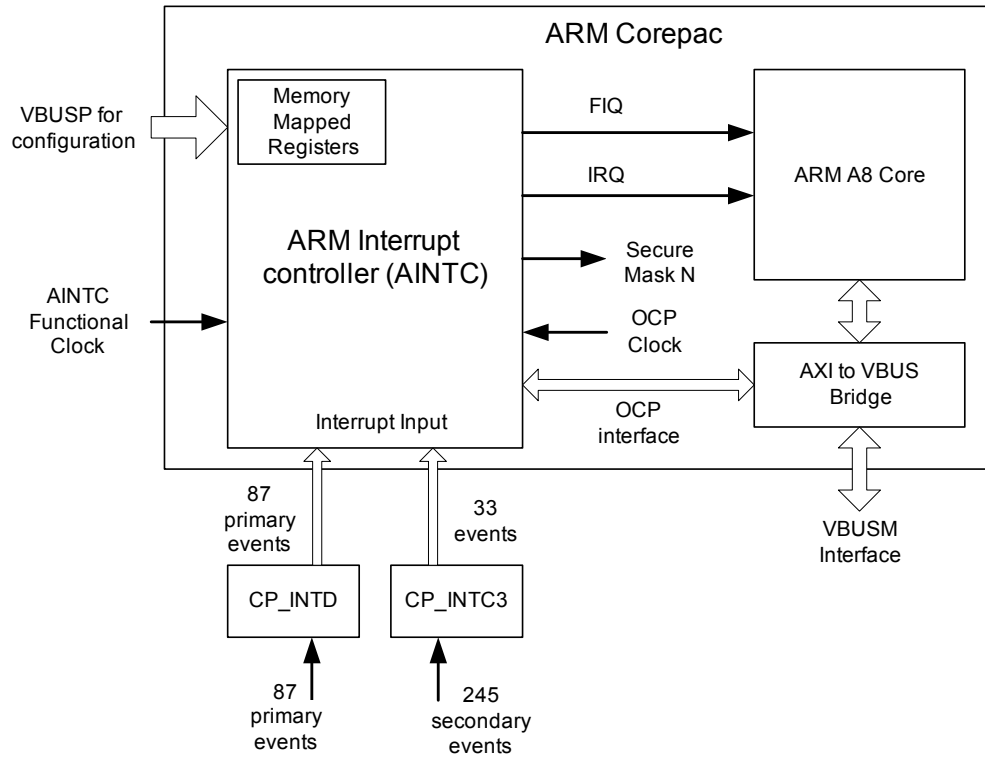 ARM Corepac
Memory
Mapped
Registers
VBUSP for
configuration
FIQ
IRQ
ARM A8 Core
ARM Interrupt
controller (AINTC)
Secure
Mask N
AINTC
Functional
Clock
OCP
Clock
AXI to VBUS
Bridge
OCP
interface
Interrupt Input
87
primary
events
33
events
VBUSM
Interface
CP_INTD
CP_INTC3
87
primary
events
245
secondary
events